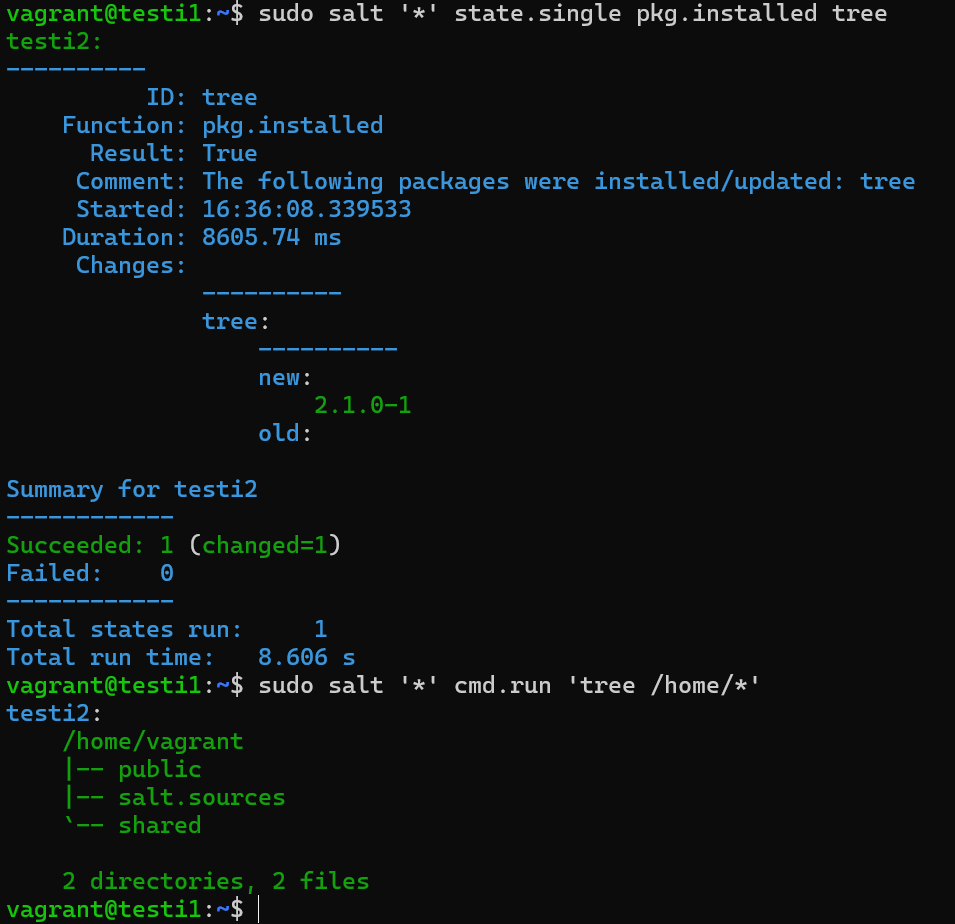 vagrant@testi1:~$ sudo salt '*' state.single pkg.installed tree
testi2:
----------
          ID: tree
    Function: pkg.installed
      Result: True
     Comment: The following packages were installed/updated: tree
     Started: 16:36:08.339533
    Duration: 8605.74 ms
     Changes:
              ----------
              tree:
                  ----------
                  new:
                      2.1.0-1
                  old:

Summary for testi2
------------
Succeeded: 1 (changed=1)
Failed:    0
------------
Total states run:     1
Total run time:   8.606 s
vagrant@testi1:~$ sudo salt '*' cmd.run 'tree /home/*'
testi2:
    /home/vagrant
    |-- public
    |-- salt.sources
    `-- shared

    2 directories, 2 files
vagrant@testi1:~$